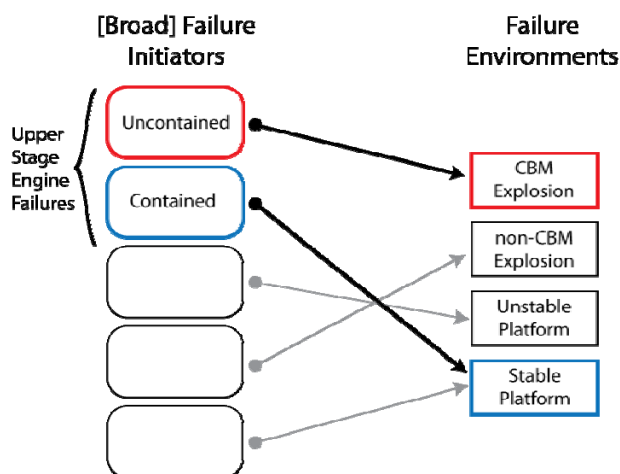 [Broad] Failure
Initiators
Failure
Environments
Upper
Stage
Engine
Failures
Uncontained
Contained
CBM
Explosion
non-CBM
Explosion
Unstable
Platform
Stable
Platform